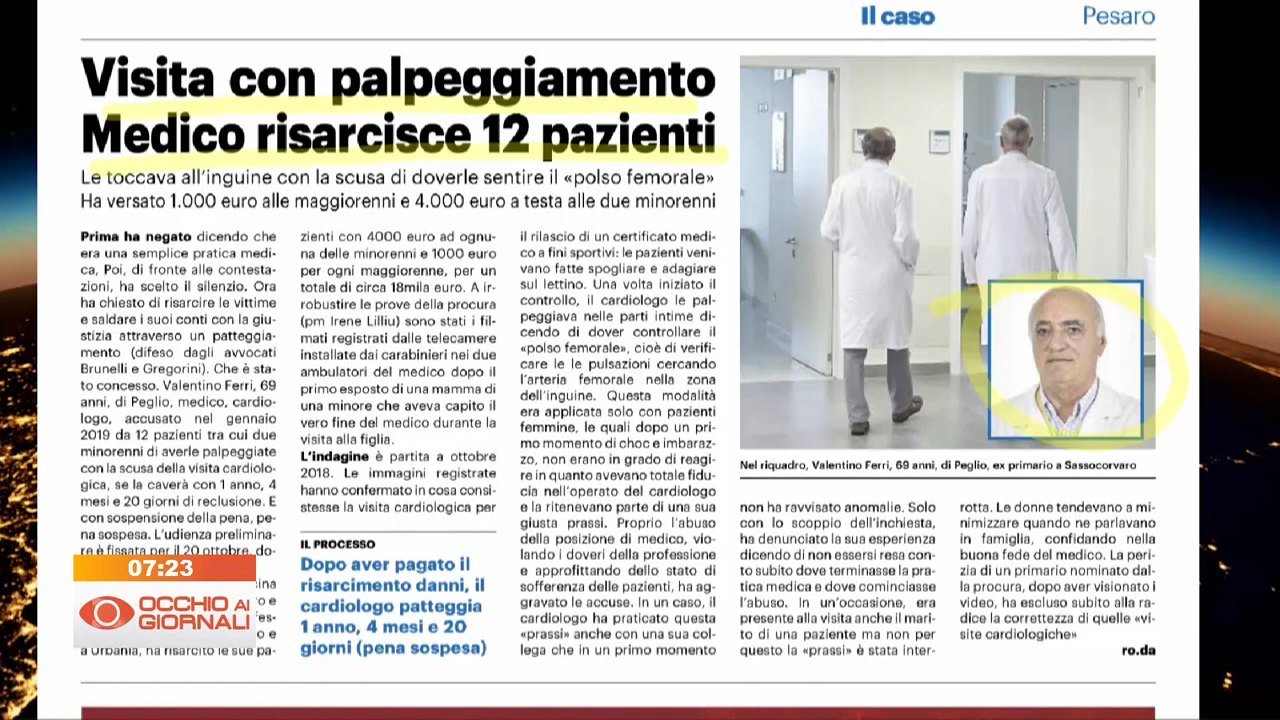 Il caso
Pesaro
Visita con palpeggiamento
Medico risarcisce 12 pazienti
Le toccava all'inguine con la scusa di doverle sentire il «polso femorale»
Ha versato 1.000 euro alle maggiorenni e 4.000 euro a testa alle due minorenni
Prima ha negato dicendo che
era una semplice pratica medi-
ca, Poi, di fronte alle contesta-
zioni, ha scelto il silenzio. Ora
ha chiesto di risarcire le vittime
e saldare i suoi conti con la giu-
stizia attraverso un patteggia-
mento (difeso dagli avvocati
Brunelli e Gregorini). Che è sta-
to concesso. Valentino Ferri, 69
anni, di Peglio, medico, cardio-
logo, accusato nel gennaio
2019 da 12 pazienti tra cui due
minorenni di averle palpeggiate
con la scusa della visita cardiolo-
gica, se la caverà con 1 anno, 4
mesi e 20 giorni di reclusione. E
con sospensione della pena, pe-
na sospesa. L'udienza prelimina-
re è fissata per il 20 ottobre, do-
a Urbania, ha risarcito le sue pa-
zienti con 4000 euro ad ognu-
na delle minorenni e 1000 euro
per ogni maggiorenne, per un
totale di circa 18mila euro. A ir-
robustire le prove della procura
(pm Irene Lilliu) sono stati i fil-
mati registrati dalle telecamere
installate dai carabinieri nei due
ambulatori del medico dopo il
primo esposto di una mamma di
una minore che aveva capito il
vero fine del medico durante la
visita alla figlia.
L'indagine è partita a ottobre
2018. Le immagini registrate
hanno confermato in cosa consi-
stesse la visita cardiologica per
IL PROCESSO
Dopo aver pagato il
risarcimento danni, il
cardiologo patteggia
1 anno, 4 mesi e 20
giorni (pena sospesa)
il rilascio di un certificato medi-
co a fini sportivi: le pazienti veni-
vano fatte spogliare e adagiare
sul lettino. Una volta iniziato il
controllo, il cardiologo le pal-
peggiava nelle parti intime di-
cendo di dover controllare il
«polso femorale», cioè di verifi-
care le le pulsazioni cercando
l'arteria femorale nella zona
dell'inguine. Questa modalità
era applicata solo con pazienti
femmine, le quali dopo un pri-
mo momento di choc e imbaraz-
zo, non erano in grado di reagi-
re in quanto avevano totale fidu-
cia nell'operato del cardiologo
e la ritenevano parte di una sua
giusta prassi. Proprio l'abuso
della posizione di medico, vio-
lando i doveri della professione
e approfittando dello stato di
sofferenza delle pazienti, ha ag-
gravato le accuse. In un caso, il
cardiologo ha praticato questa
«prassi» anche con una sua col-
lega che in un primo momento
Nel riquadro, Valentino Ferri, 69 anni, di Peglio, ex primario a Sassocorvaro
non ha ravvisato anomalie. Solo
con lo scoppio dell'inchiesta,
ha denunciato la sua esperienza
dicendo di non essersi resa con-
to subito dove terminasse la pra-
tica medica e dove cominciasse
l'abuso. In un'occasione, era
presente alla visita anche il mari-
to di una paziente ma non per
questo la «prassi» è stata inter-
rotta. Le donne tendevano a mi-
nimizzare quando ne parlavano
in famiglia, confidando nella
buona fede del medico. La peri-
zia di un primario nominato dal-
la procura, dopo aver visionato i
video, ha escluso subito alla ra-
dice la correttezza di quelle «vi-
site cardiologiche»
ro.da
07:23
OCCHIO AI
GIORNALI